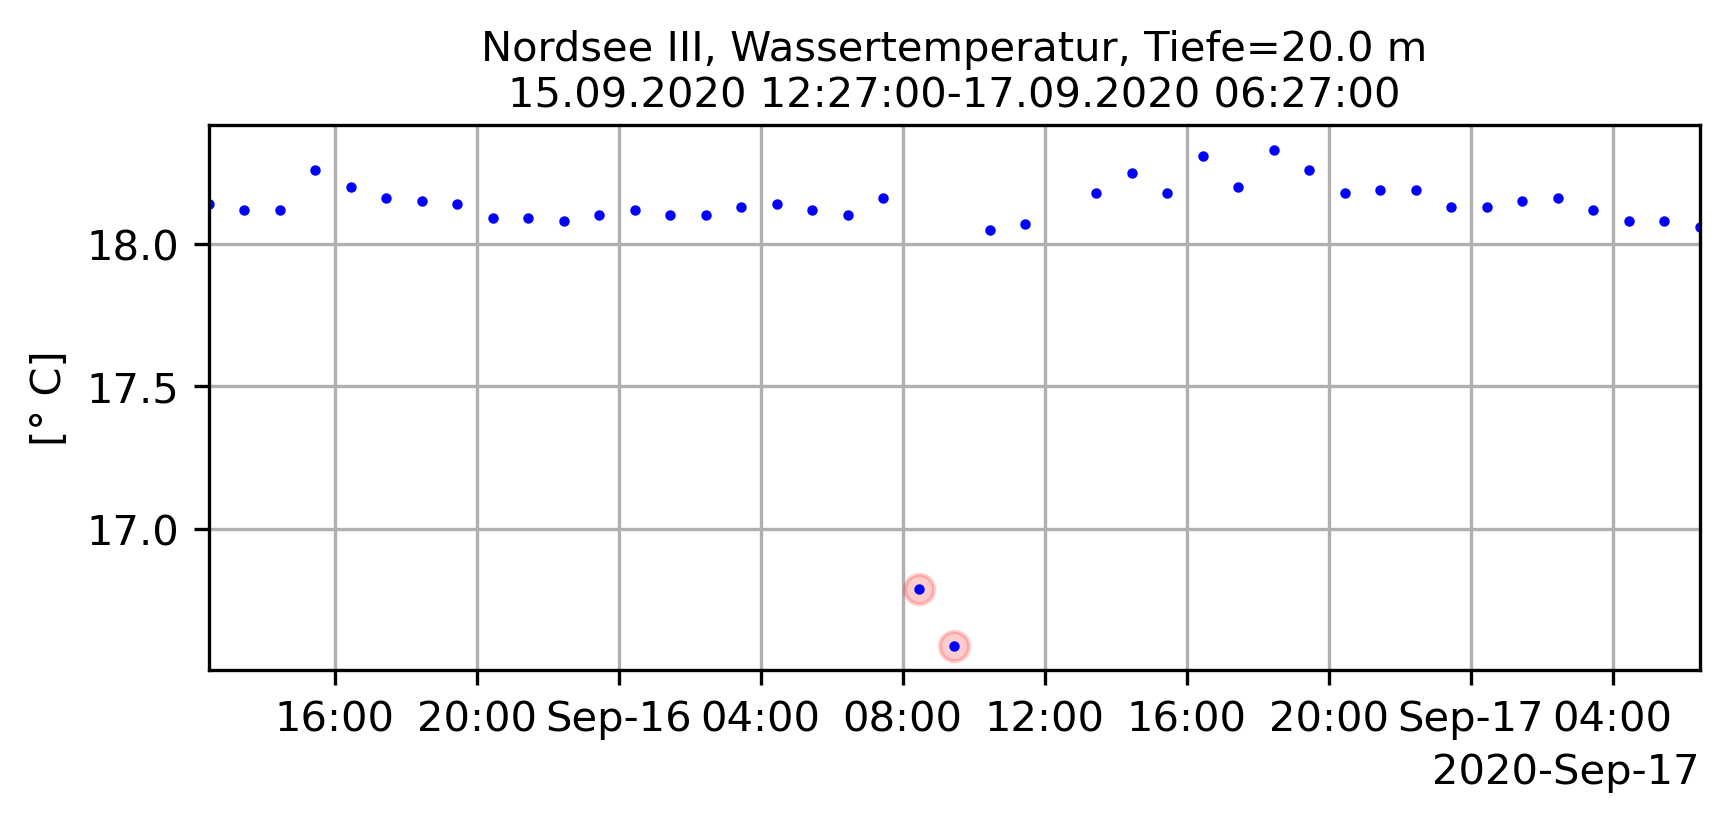 Nordsee III, Wassertemperatur, Tiefe=20.0 m
15.09.2020 12:27:00-17.09.2020 06:27:00
[° C]
18.0
17.5
17.0
16:00 20:00 Sep-16 04:00 08:00 12:00 16:00 20:00 Sep-17 04:00
2020-Sep-17